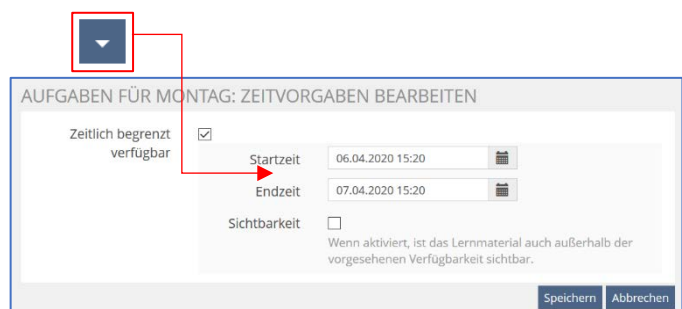 AUFGABEN FÜR MONTAG: ZEITVORGABEN BEARBEITEN
Zeitlich begrenzt
verfügbar
Startzeit 06.04.2020 15:20
Endzeit 07.04.2020 15:20
Sichtbarkeit
Wenn aktiviert, ist das Lernmaterial auch außerhalb der
vorgesehenen Verfügbarkeit sichtbar.
Speichern Abbrechen